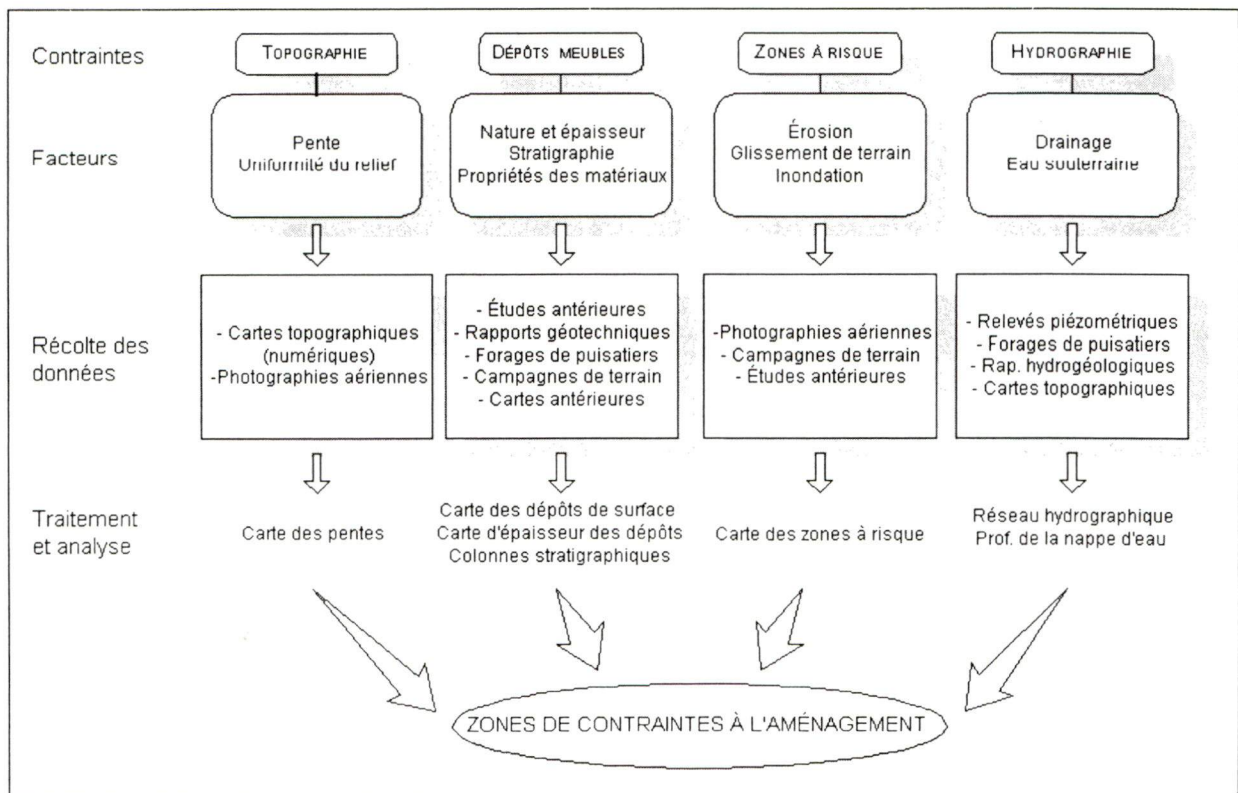 Contraintes
TOPOGRAPHIE
DÉPÔTS MEUBLES
ZONES À RISQUE
HYDROGRAPHIE
Facteurs
Pente
Uniformité du relief
Nature et épaisseur
Stratigraphie
Propriétés des matériaux
Érosion
Glissement de terrain
Inondation
Drainage
Eau souterraine
Récolte des
données
- Cartes topographiques
(numériques)
-Photographies aériennes
- Études antérieures
- Rapports géotechniques
- Forages de puisatiers
- Campagnes de terrain
- Cartes antérieures
-Photographies aériennes
- Campagnes de terrain
- Études antérieures
- Relevés piézométriques
- Forages de puisatiers
- Rap. hydrogéologiques
- Cartes topographiques
Traitement
et analyse
Carte des pentes
Carte des dépôts de surface
Carte d'épaisseur des dépôts
Colonnes stratigraphiques
Carte des zones à risque
Réseau hydrographique
Prof. de la nappe d'eau
ZONES DE CONTRAINTES À L'AMÉNAGEMENT